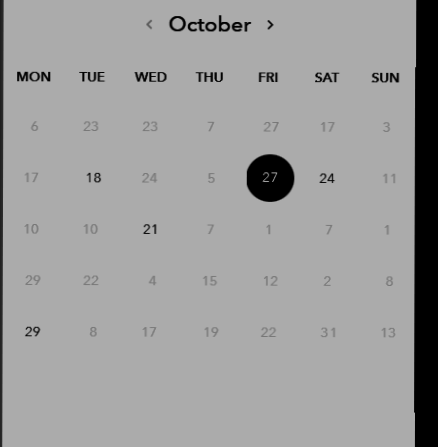 ‹ October ›
MON TUE WED THU FRI SAT SUN
6 23 23 7 27 17 3
17 18 24 5 27 24 11
10 10 21 7 1 7 1
29 22 4 15 12 2 8
29 8 17 19 22 31 13